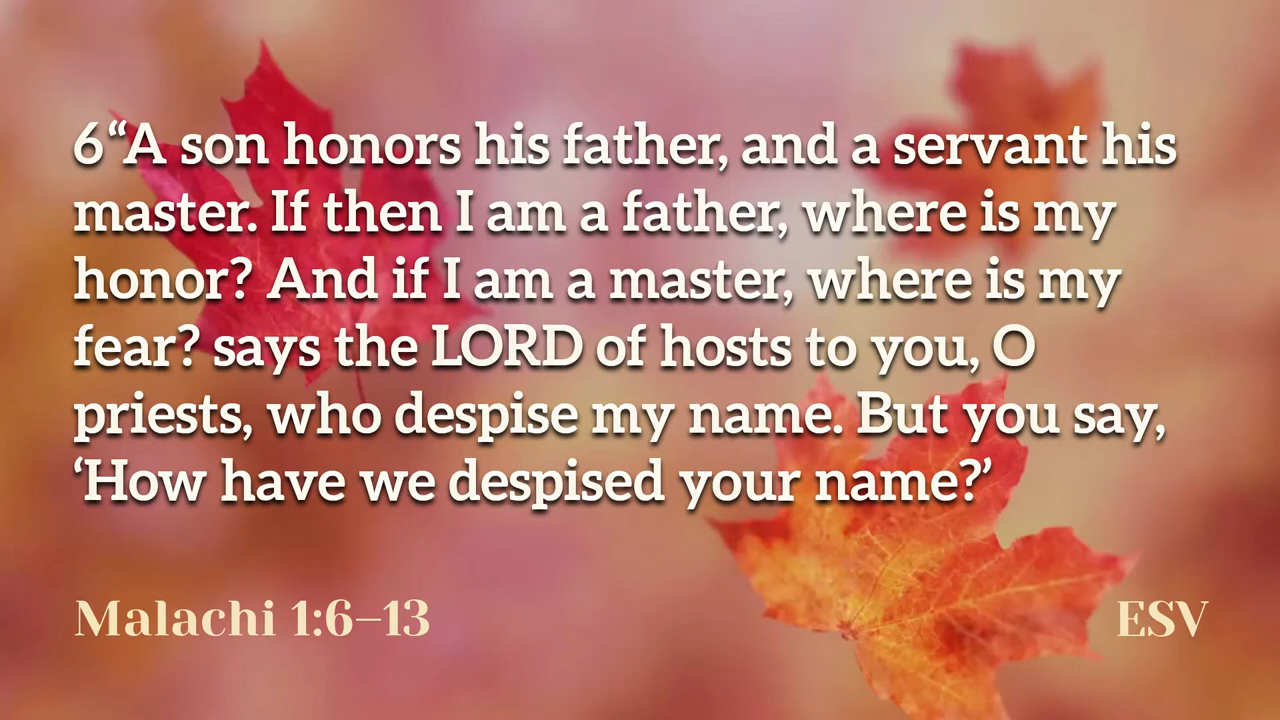 6“A son honors his father, and a servant his
master. If then I am a father, where is my
honor? And if I am a master, where is my
fear? says the LORD of hosts to you, O
priests, who despise my name. But you say,
‘How have we despised your name?’
Malachi 1:6–13
ESV